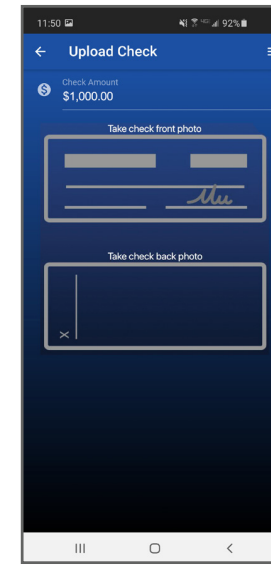 11:50 92%
Upload Check
Check Amount
$1,000.00
Take check front photo
Take check back photo
X